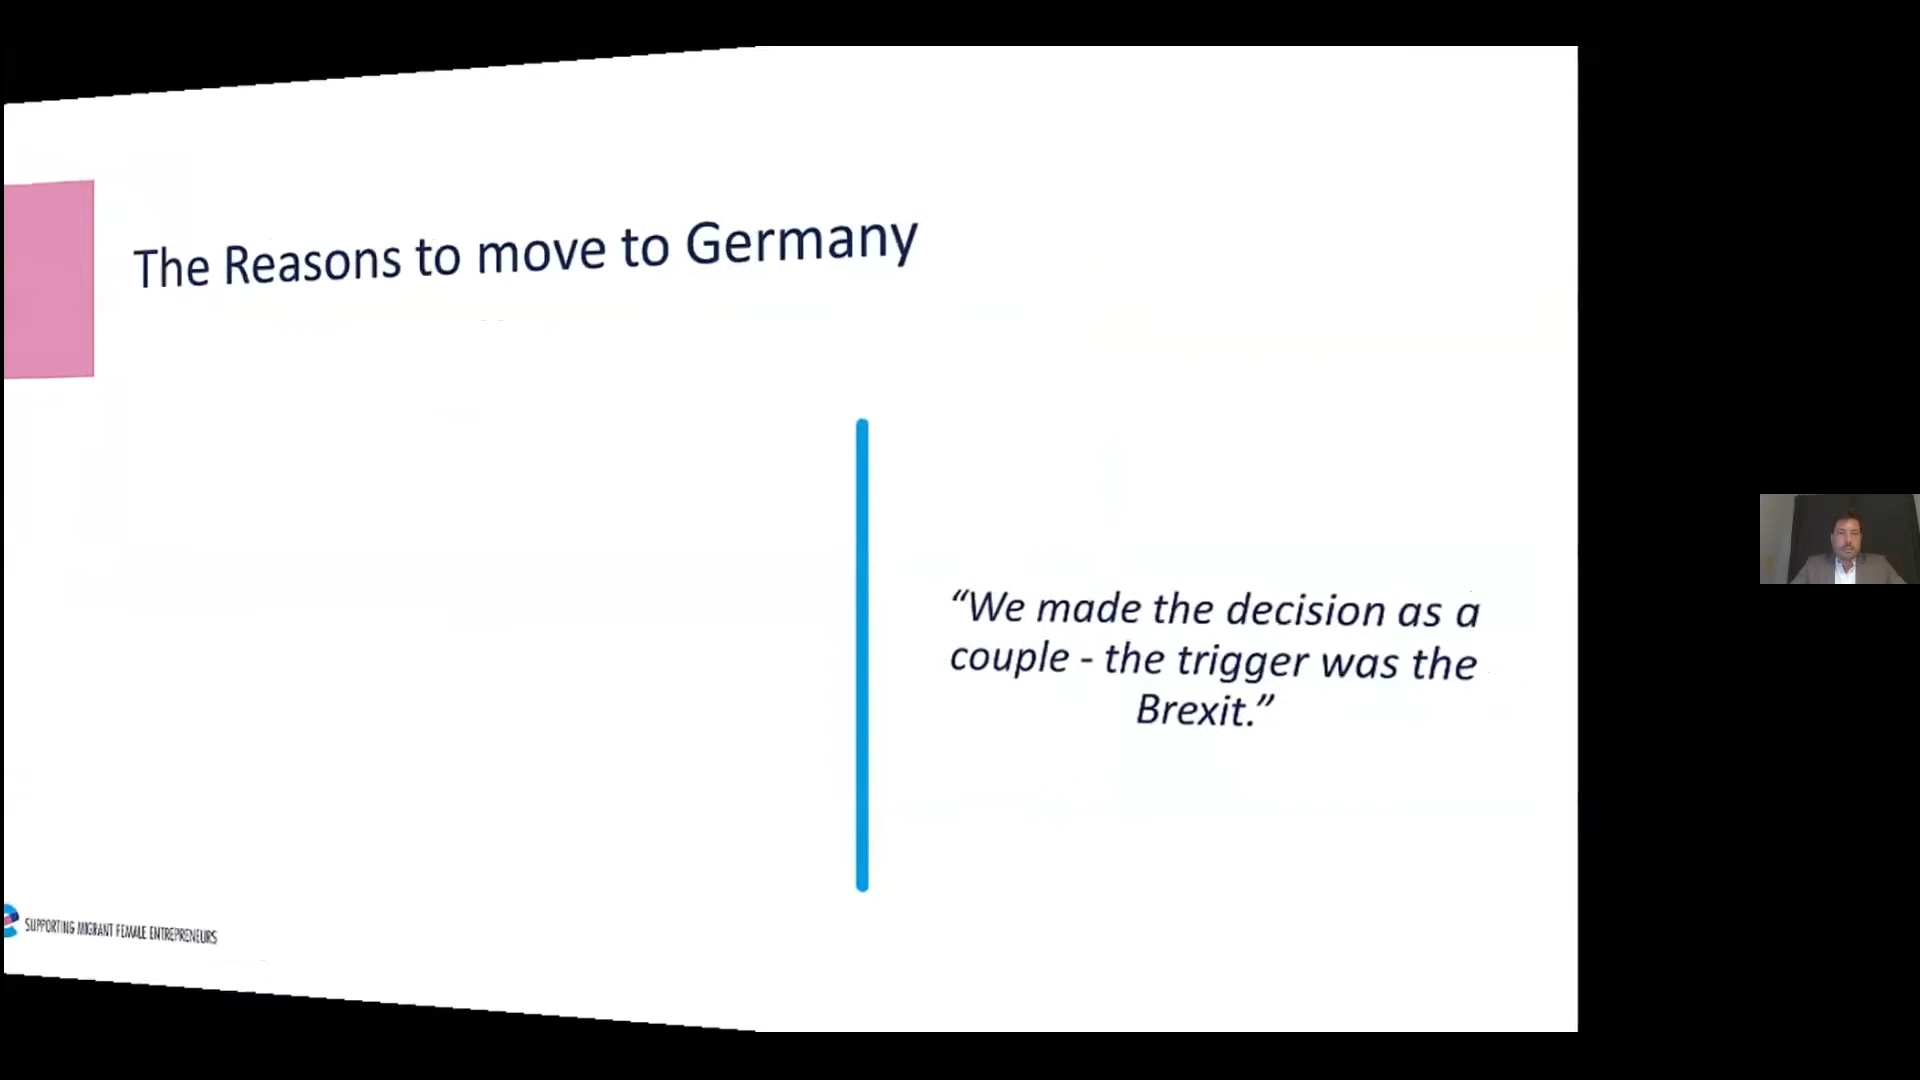 The Reasons to move to Germany
“We made the decision as a
couple - the trigger was the
Brexit.”
SUPPORTING MIGRANT FEMALE ENTREPRENEURS